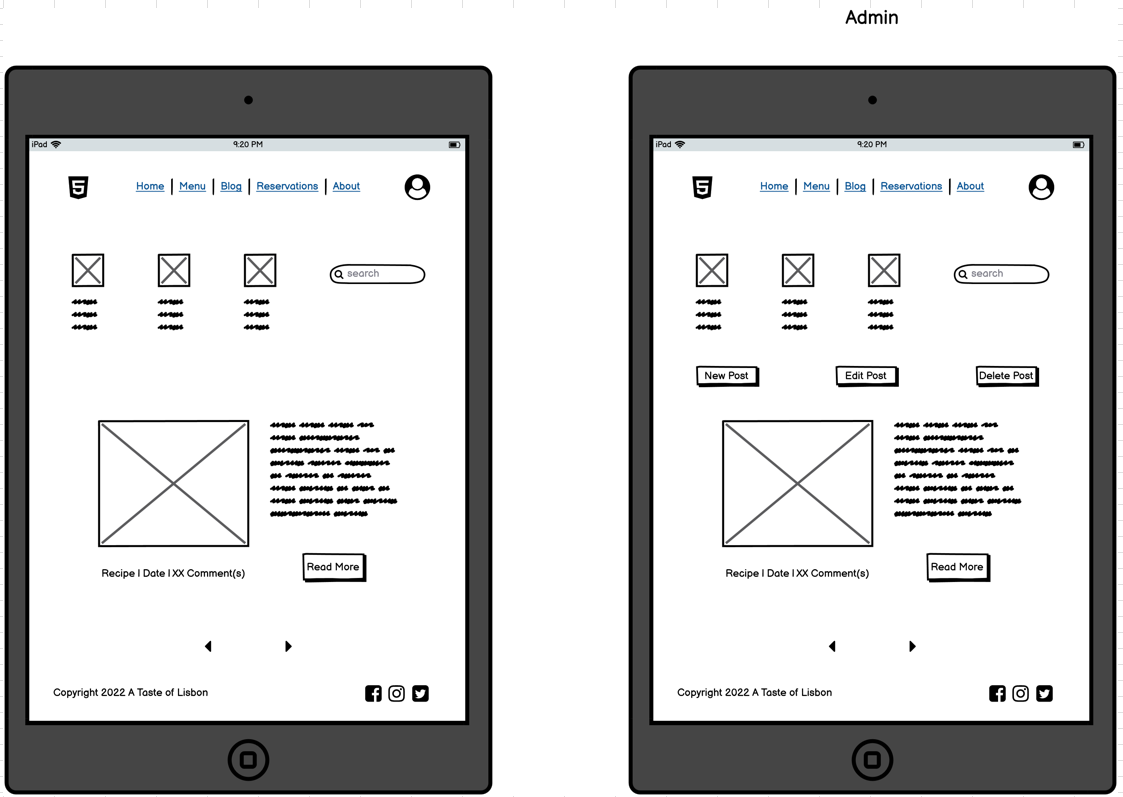 Admin
iPad 9:20 PM
Home | Menu | Blog | Reservations | About
search
Read More
Recipe | Date | XX Comment(s)
Copyright 2022 A Taste of Lisbon
iPad 9:20 PM
Home | Menu | Blog | Reservations | About
search
New Post Edit Post Delete Post
Read More
Recipe | Date | XX Comment(s)
Copyright 2022 A Taste of Lisbon